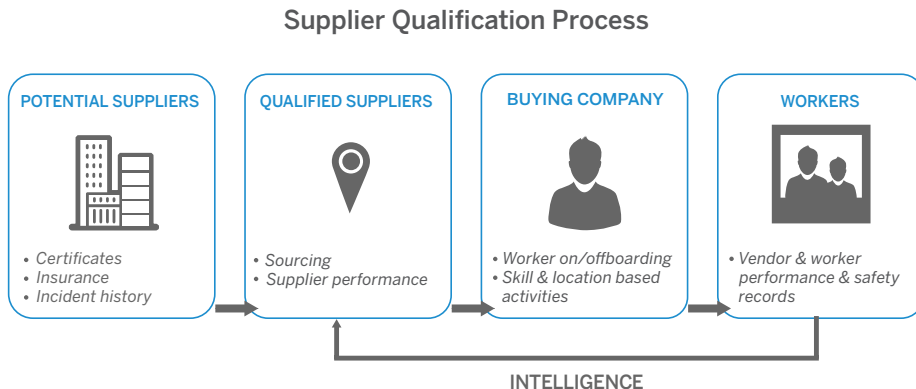 Supplier Qualification Process
POTENTIAL SUPPLIERS
• Certificates
• Insurance
• Incident history
QUALIFIED SUPPLIERS
• Sourcing
• Supplier performance
BUYING COMPANY
• Worker on/offboarding
• Skill & location based
activities
WORKERS
• Vendor & worker
performance & safety
records
INTELLIGENCE